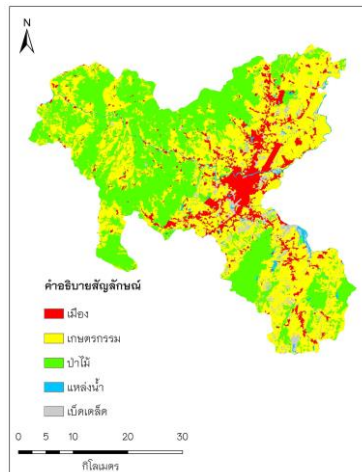 N
คำอธิบายสัญลักษณ์
เมือง
เกษตรกรรม
ป่าไม้
แหล่งน้ำ
เบ็ดเตล็ด
0 5 10 20 30
กิโลเมตร